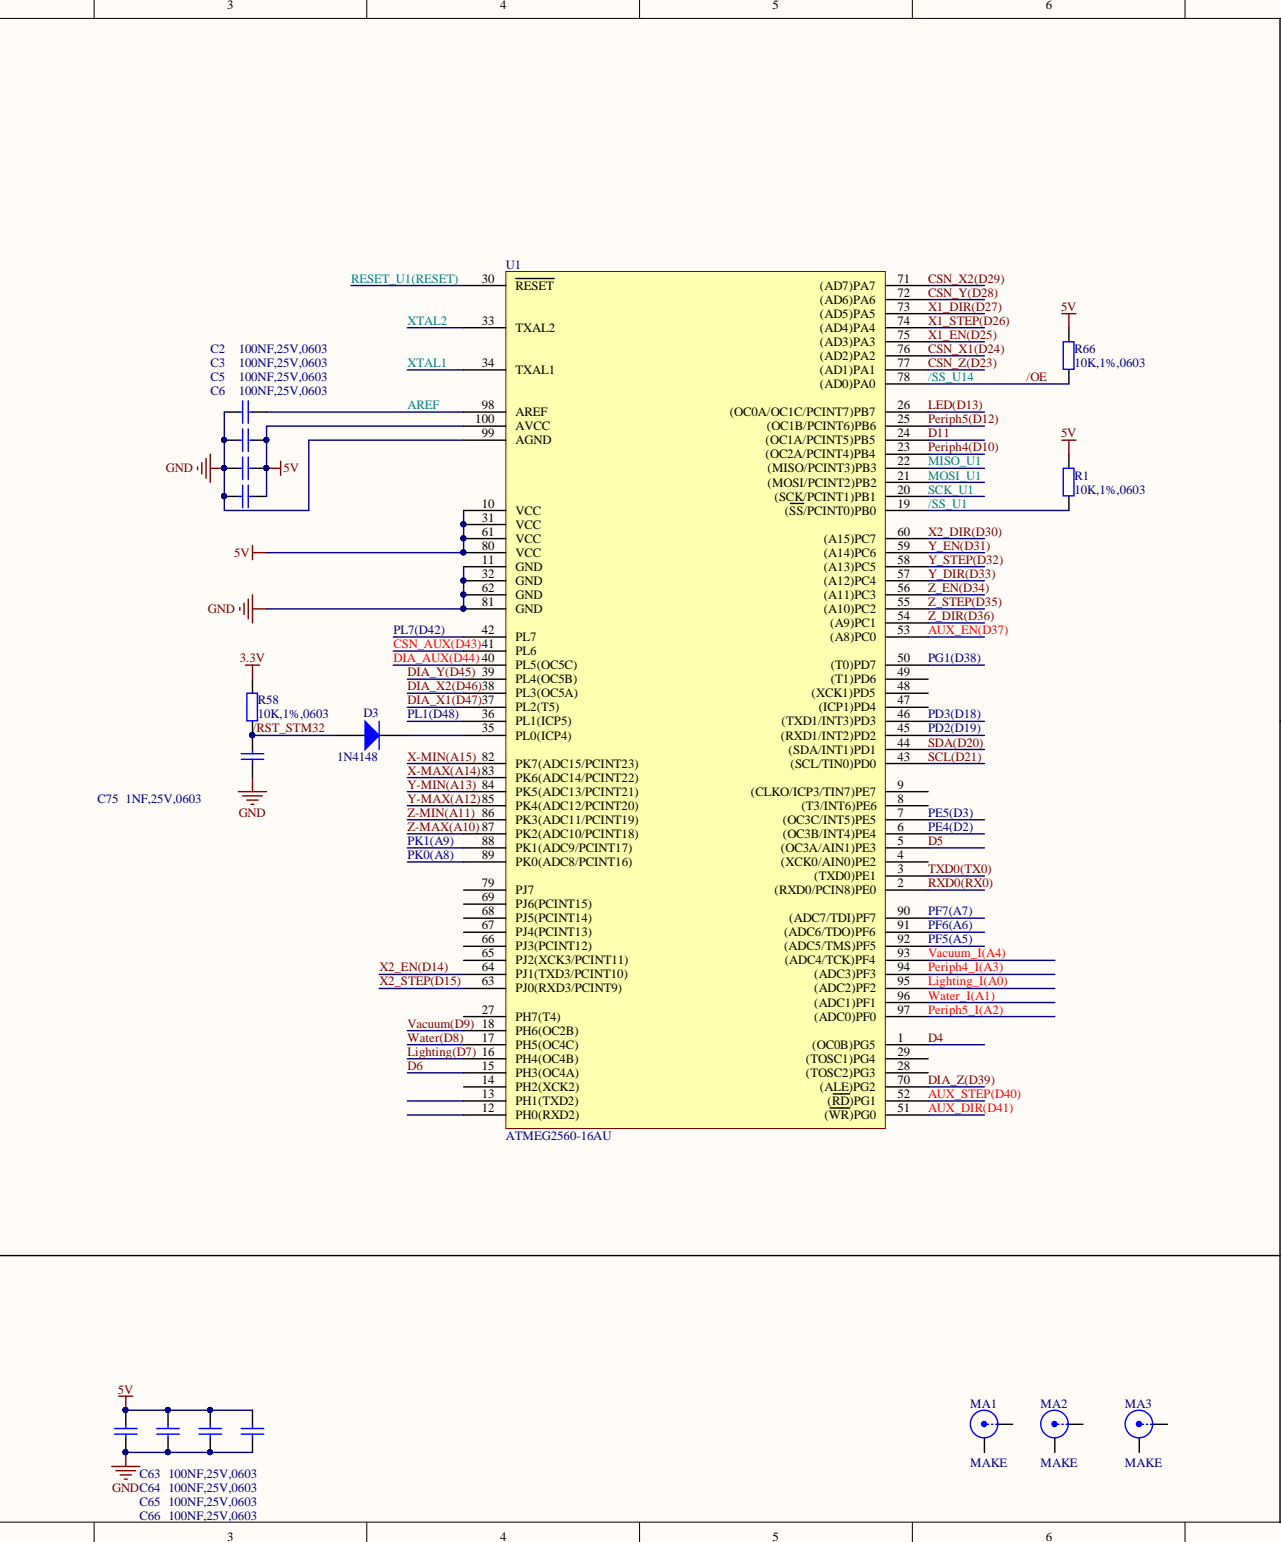 3 4 5 6
U1
RESET_U1(RESET) 30 RESET
XTAL2 33 TXAL2
XTAL1 34 TXAL1
C2 100NF,25V,0603
C3 100NF,25V,0603
C5 100NF,25V,0603
C6 100NF,25V,0603
AREF 98 AREF
100 AVCC
99 AGND
GND 5V
10 VCC
31 VCC
61 VCC
5V 80 VCC
11 GND
32 GND
62 GND
GND 81 GND
PL7(D42) 42 PL7
CSN_AUX(D43) 41 PL6
DIA_AUX(D44) 40 PL5(OC5C)
DIA_Y(D45) 39 PL4(OC5B)
DIA_X2(D46) 38 PL3(OC5A)
DIA_X1(D47) 37 PL2(T5)
PL1(D48) 36 PL1(ICP5)
35 PL0(ICP4)
3.3V
R58
10K,1%,0603
/RST_STM32
D3
1N4148
C75 1NF,25V,0603
GND
X-MIN(A15) 82 PK7(ADC15/PCINT23)
X-MAX(A14) 83 PK6(ADC14/PCINT22)
Y-MIN(A13) 84 PK5(ADC13/PCINT21)
Y-MAX(A12) 85 PK4(ADC12/PCINT20)
Z-MIN(A11) 86 PK3(ADC11/PCINT19)
Z-MAX(A10) 87 PK2(ADC10/PCINT18)
PK1(A9) 88 PK1(ADC9/PCINT17)
PK0(A8) 89 PK0(ADC8/PCINT16)
79 PJ7
69 PJ6(PCINT15)
68 PJ5(PCINT14)
67 PJ4(PCINT13)
66 PJ3(PCINT12)
65 PJ2(XCK3/PCINT11)
X2_EN(D14) 64 PJ1(TXD3/PCINT10)
X2_STEP(D15) 63 PJ0(RXD3/PCINT9)
27 PH7(T4)
Vacuum(D9) 18 PH6(OC2B)
Water(D8) 17 PH5(OC4C)
Lighting(D7) 16 PH4(OC4B)
D6 15 PH3(OC4A)
14 PH2(XCK2)
13 PH1(TXD2)
12 PH0(RXD2)
(AD7)PA7 71 CSN_X2(D29)
(AD6)PA6 72 CSN_Y(D28)
(AD5)PA5 73 X1_DIR(D27)
(AD4)PA4 74 X1_STEP(D26)
(AD3)PA3 75 X1_EN(D25)
(AD2)PA2 76 CSN_X1(D24)
(AD1)PA1 77 CSN_Z(D23)
(AD0)PA0 78 /SS_U14 /OE
5V
R66
10K,1%,0603
(OC0A/OC1C/PCINT7)PB7 26 LED(D13)
(OC1B/PCINT6)PB6 25 Periph5(D12)
(OC1A/PCINT5)PB5 24 D11
(OC2A/PCINT4)PB4 23 Periph4(D10)
(MISO/PCINT3)PB3 22 MISO_U1
(MOSI/PCINT2)PB2 21 MOSI_U1
(SCK/PCINT1)PB1 20 SCK_U1
(SS/PCINT0)PB0 19 /SS_U1
5V
R1
10K,1%,0603
(A15)PC7 60 X2_DIR(D30)
(A14)PC6 59 Y_EN(D31)
(A13)PC5 58 Y_STEP(D32)
(A12)PC4 57 Y_DIR(D33)
(A11)PC3 56 Z_EN(D34)
(A10)PC2 55 Z_STEP(D35)
(A9)PC1 54 Z_DIR(D36)
(A8)PC0 53 AUX_EN(D37)
(T0)PD7 50 PG1(D38)
(T1)PD6 49
(XCK1)PD5 48
(ICP1)PD4 47
(TXD1/INT3)PD3 46 PD3(D18)
(RXD1/INT2)PD2 45 PD2(D19)
(SDA/INT1)PD1 44 SDA(D20)
(SCL/TIN0)PD0 43 SCL(D21)
(CLKO/ICP3/TIN7)PE7 9
(T3/INT6)PE6 8
(OC3C/INT5)PE5 7 PE5(D3)
(OC3B/INT4)PE4 6 PE4(D2)
(OC3A/AIN1)PE3 5 D5
(XCK0/AIN0)PE2 4
(TXD0)PE1 3 TXD0(TX0)
(RXD0/PCIN8)PE0 2 RXD0(RX0)
(ADC7/TDI)PF7 90 PF7(A7)
(ADC6/TDO)PF6 91 PF6(A6)
(ADC5/TMS)PF5 92 PF5(A5)
(ADC4/TCK)PF4 93 Vacuum_I(A4)
(ADC3)PF3 94 Periph4_I(A3)
(ADC2)PF2 95 Lighting_I(A0)
(ADC1)PF1 96 Water_I(A1)
(ADC0)PF0 97 Periph5_I(A2)
(OC0B)PG5 1 D4
(TOSC1)PG4 29
(TOSC2)PG3 28
(ALE)PG2 70 DIA_Z(D39)
(RD)PG1 52 AUX_STEP(D40)
(WR)PG0 51 AUX_DIR(D41)
ATMEG2560-16AU
5V
GND
C63 100NF,25V,0603
C64 100NF,25V,0603
C65 100NF,25V,0603
C66 100NF,25V,0603
MA1 MA2 MA3
MAKE MAKE MAKE
3 4 5 6